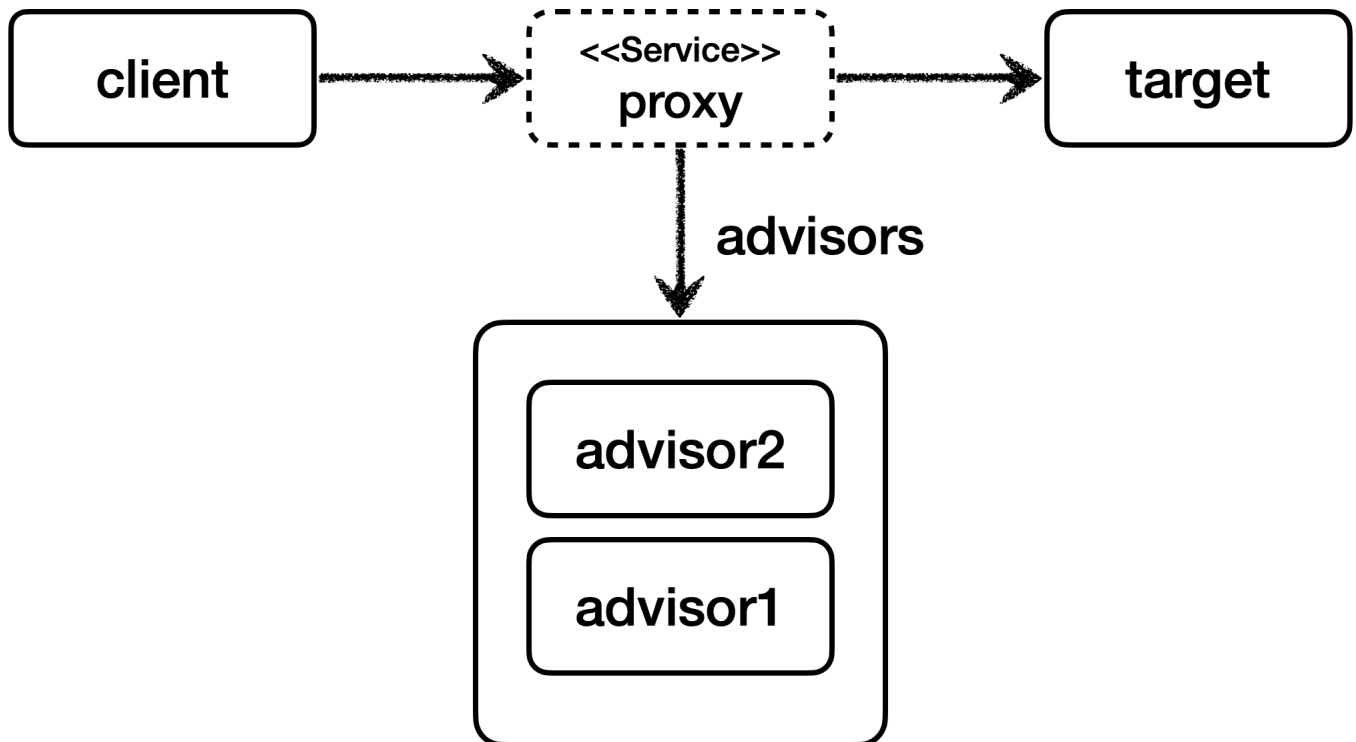 client
<<Service>>
proxy
target
advisors
advisor2
advisor1